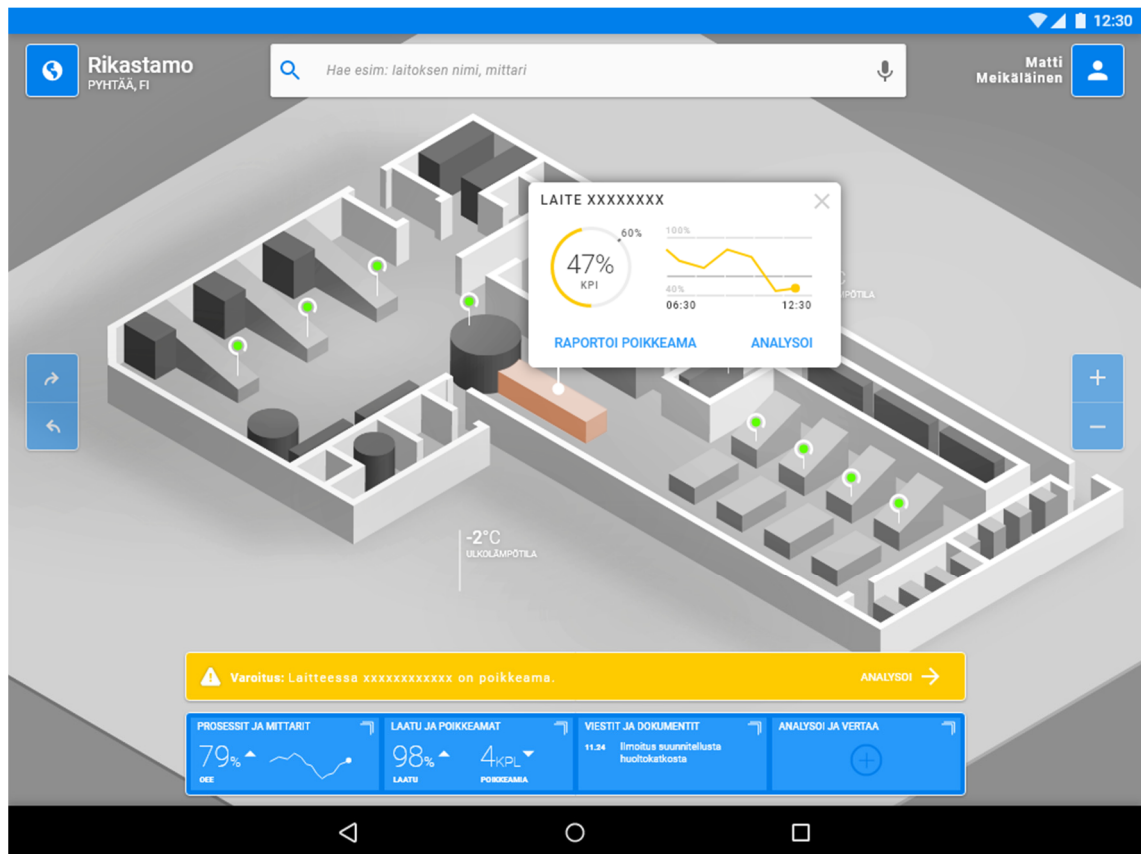 12:30
Rikastamo
PYHTÄÄ, FI
Hae esim: laitoksen nimi, mittari
Matti
Meikäläinen
LAITE XXXXXXXX
60%
47%
KPI
100%
40%
06:30
12:30
RAPORTOI POIKKEAMA
ANALYSOI
-2°C
ULKOLÄMPÖTILA
Varoitus: Laitteessa xxxxxxxxxxxx on poikkeama.
ANALYSOI
PROSESSIT JA MITTARIT
79%
OEE
LAATU JA POIKKEAMAT
98%
LAATU
4KPL
POIKKEAMIA
VIESTIT JA DOKUMENTIT
11.24
Ilmoitus suunnitellusta
huoltokatkosta
ANALYSOI JA VERTAA